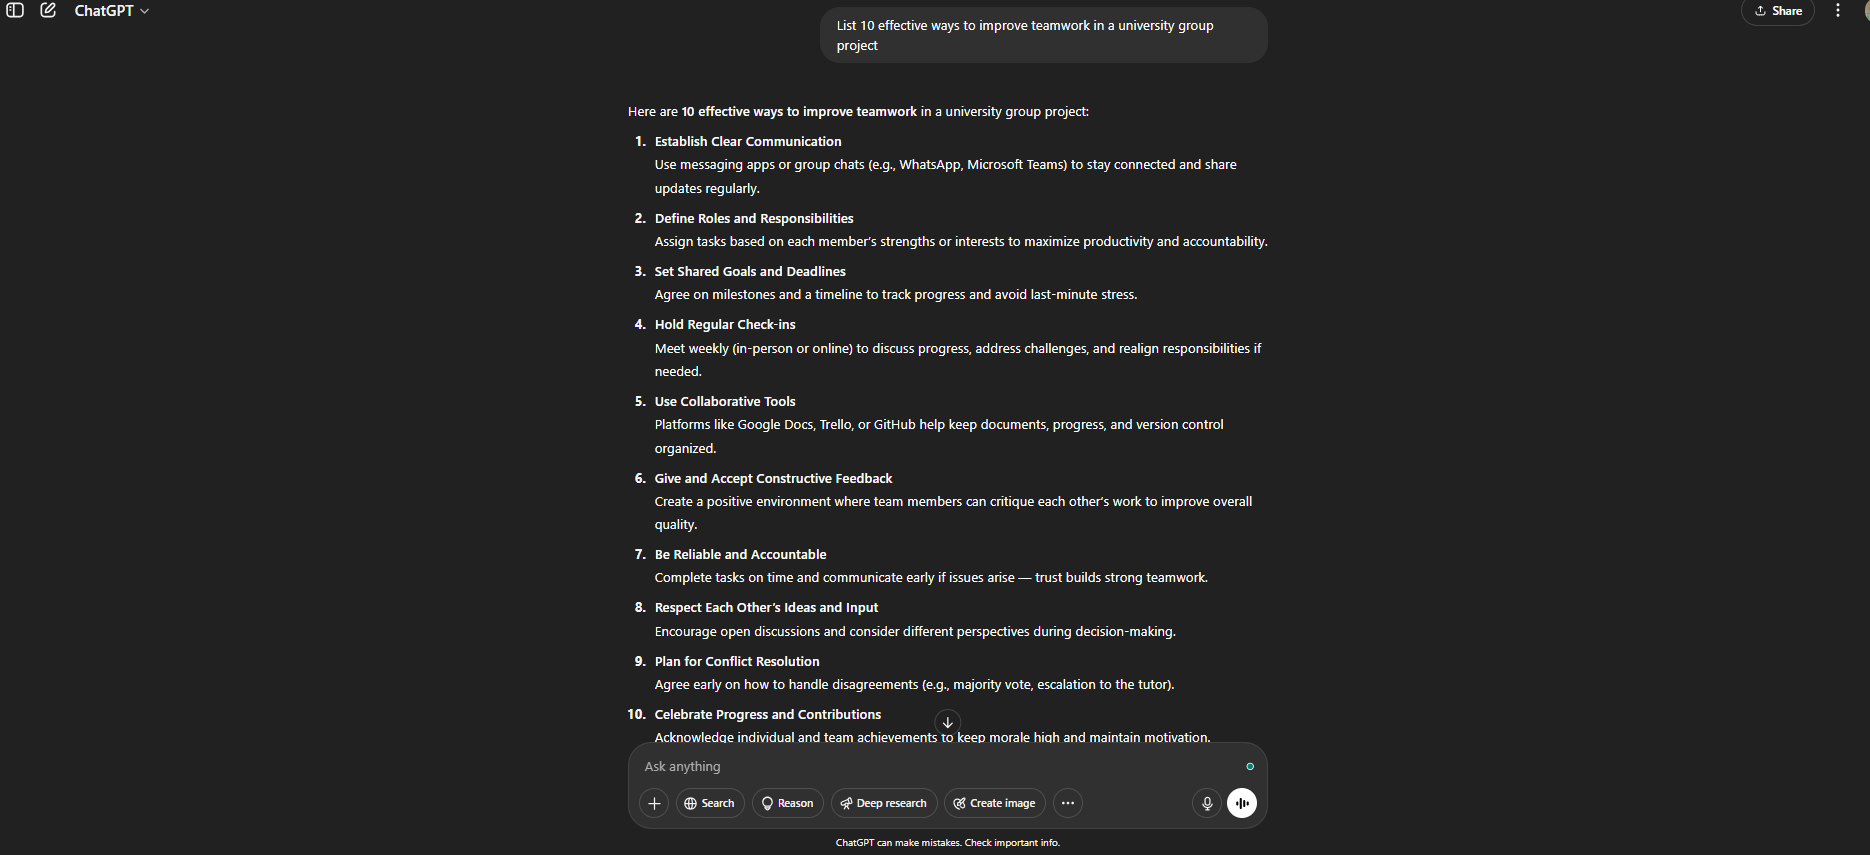 ChatGPT
Share
List 10 effective ways to improve teamwork in a university group
project
Here are 10 effective ways to improve teamwork in a university group project:
1. Establish Clear Communication
Use messaging apps or group chats (e.g., WhatsApp, Microsoft Teams) to stay connected and share
updates regularly.
2. Define Roles and Responsibilities
Assign tasks based on each member's strengths or interests to maximize productivity and accountability.
3. Set Shared Goals and Deadlines
Agree on milestones and a timeline to track progress and avoid last-minute stress.
4. Hold Regular Check-ins
Meet weekly (in-person or online) to discuss progress, address challenges, and realign responsibilities if
needed.
5. Use Collaborative Tools
Platforms like Google Docs, Trello, or GitHub help keep documents, progress, and version control
organized.
6. Give and Accept Constructive Feedback
Create a positive environment where team members can critique each other's work to improve overall
quality.
7. Be Reliable and Accountable
Complete tasks on time and communicate early if issues arise — trust builds strong teamwork.
8. Respect Each Other's Ideas and Input
Encourage open discussions and consider different perspectives during decision-making.
9. Plan for Conflict Resolution
Agree early on how to handle disagreements (e.g., majority vote, escalation to the tutor).
10. Celebrate Progress and Contributions
Acknowledge individual and team achievements to keep morale high and maintain motivation.
Ask anything
Search
Reason
Deep research
Create image
ChatGPT can make mistakes. Check important info.